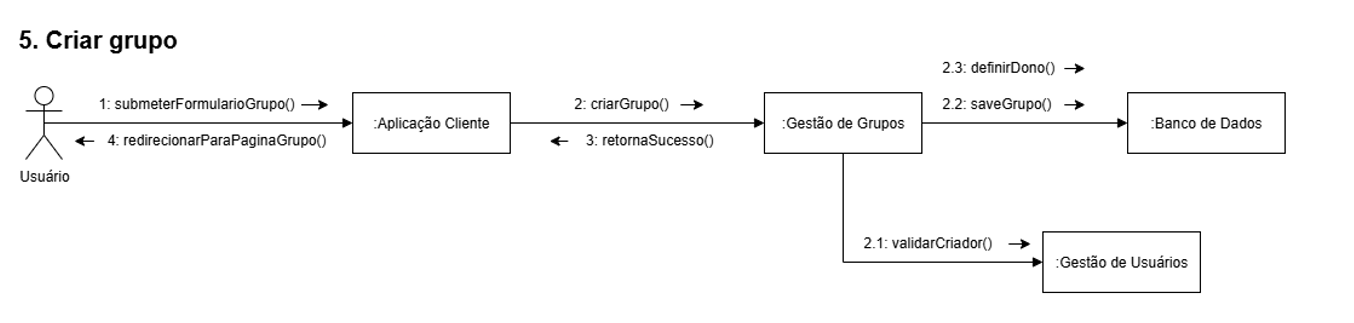 5. Criar grupo
2.3: definirDono()
1: submeterFormularioGrupo()
2: criarGrupo()
2.2: saveGrupo()
:Aplicação Cliente
:Gestão de Grupos
:Banco de Dados
4: redirecionarParaPaginaGrupo()
3: retornaSucesso()
Usuário
2.1: validarCriador()
:Gestão de Usuários